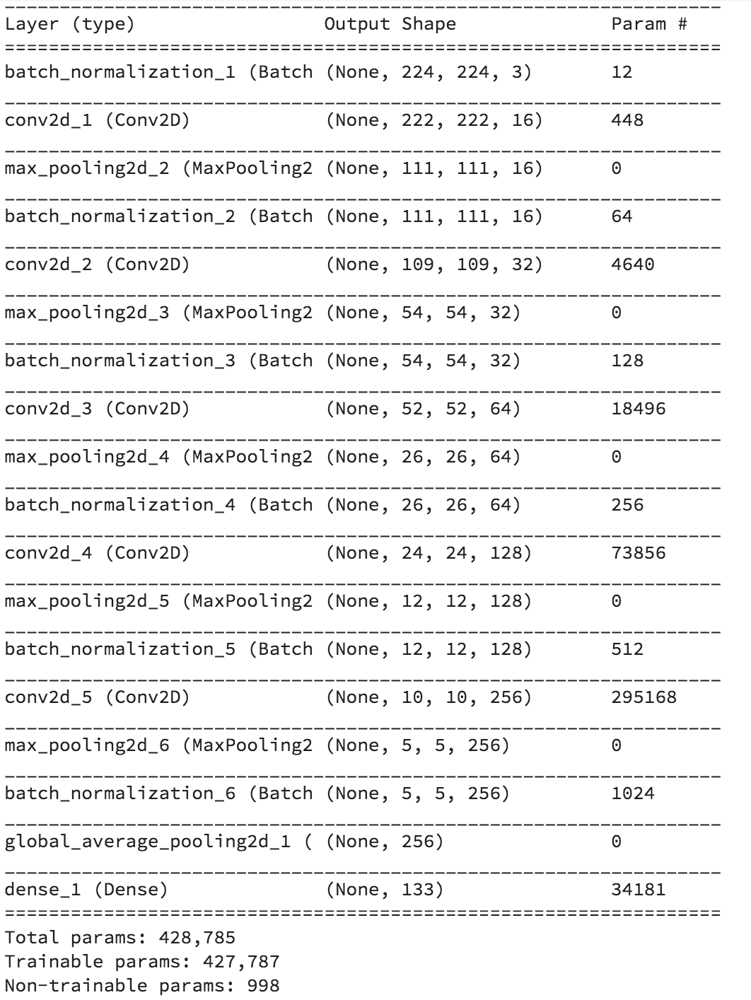 _________________________________________________________________
Layer (type)                 Output Shape              Param #
=================================================================
batch_normalization_1 (Batch (None, 224, 224, 3)       12
_________________________________________________________________
conv2d_1 (Conv2D)            (None, 222, 222, 16)      448
_________________________________________________________________
max_pooling2d_2 (MaxPooling2 (None, 111, 111, 16)      0
_________________________________________________________________
batch_normalization_2 (Batch (None, 111, 111, 16)      64
_________________________________________________________________
conv2d_2 (Conv2D)            (None, 109, 109, 32)      4640
_________________________________________________________________
max_pooling2d_3 (MaxPooling2 (None, 54, 54, 32)        0
_________________________________________________________________
batch_normalization_3 (Batch (None, 54, 54, 32)        128
_________________________________________________________________
conv2d_3 (Conv2D)            (None, 52, 52, 64)        18496
_________________________________________________________________
max_pooling2d_4 (MaxPooling2 (None, 26, 26, 64)        0
_________________________________________________________________
batch_normalization_4 (Batch (None, 26, 26, 64)        256
_________________________________________________________________
conv2d_4 (Conv2D)            (None, 24, 24, 128)       73856
_________________________________________________________________
max_pooling2d_5 (MaxPooling2 (None, 12, 12, 128)       0
_________________________________________________________________
batch_normalization_5 (Batch (None, 12, 12, 128)       512
_________________________________________________________________
conv2d_5 (Conv2D)            (None, 10, 10, 256)       295168
_________________________________________________________________
max_pooling2d_6 (MaxPooling2 (None, 5, 5, 256)         0
_________________________________________________________________
batch_normalization_6 (Batch (None, 5, 5, 256)         1024
_________________________________________________________________
global_average_pooling2d_1 ( (None, 256)               0
_________________________________________________________________
dense_1 (Dense)              (None, 133)               34181
=================================================================
Total params: 428,785
Trainable params: 427,787
Non-trainable params: 998